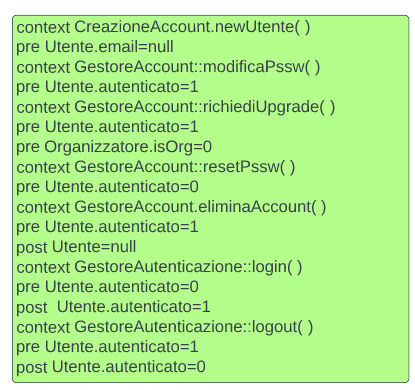 context CreazioneAccount.newUtente( )
pre Utente.email=null
context GestoreAccount::modificaPssw( )
pre Utente.autenticato=1
context GestoreAccount::richiediUpgrade( )
pre Utente.autenticato=1
pre Organizzatore.isOrg=0
context GestoreAccount::resetPssw( )
pre Utente.autenticato=0
context GestoreAccount.eliminaAccount( )
pre Utente.autenticato=1
post Utente=null
context GestoreAutenticazione::login( )
pre Utente.autenticato=0
post  Utente.autenticato=1
context GestoreAutenticazione::logout( )
pre Utente.autenticato=1
post Utente.autenticato=0